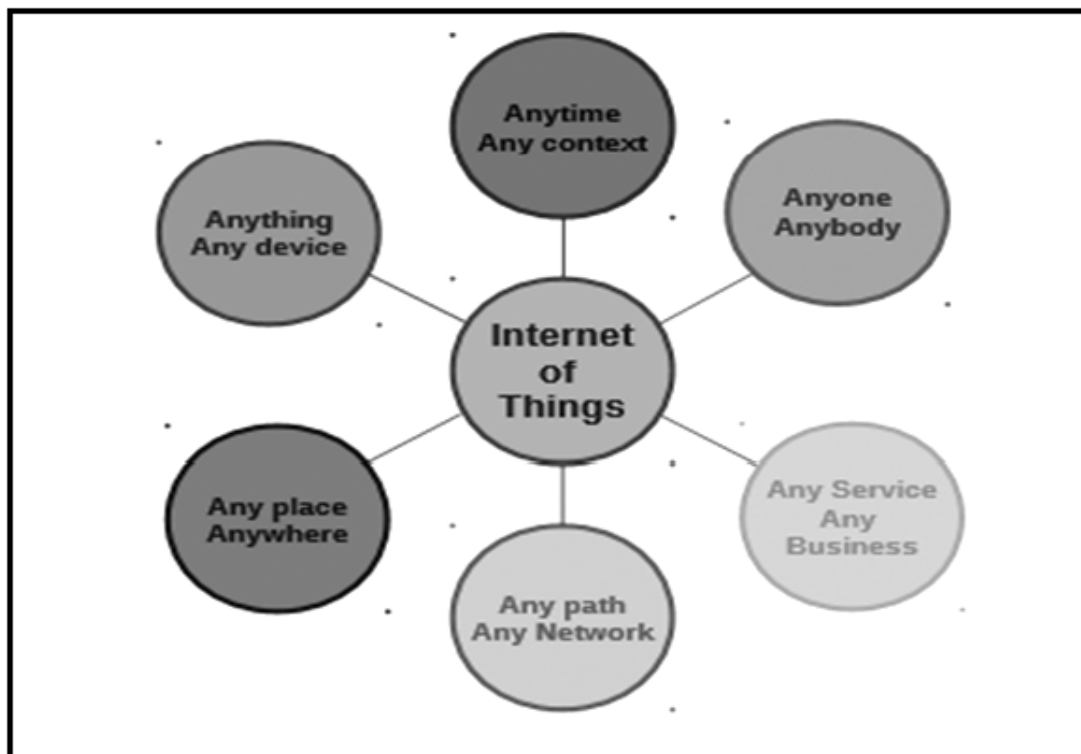 Anytime
Any context
Anyone
Anybody
Anything
Any device
Internet
of
Things
Any place
Anywhere
Any Service
Any
Business
Any path
Any Network